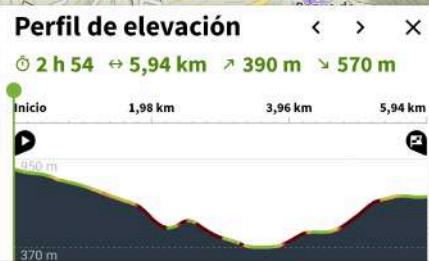 Perfil de elevación
2 h 54 5,94 km 390 m 570 m
Inicio 1,98 km 3,96 km 5,94 km
950 m
370 m